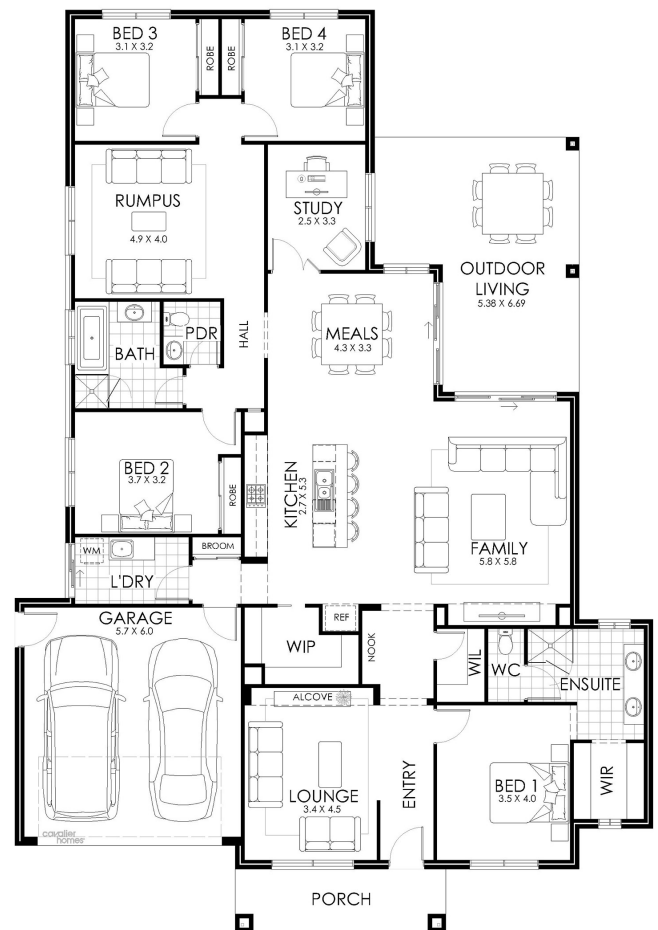 BED 3
3.1 X 3.2
ROBE
ROBE
BED 4
3.1 X 3.2
RUMPUS
4.9 X 4.0
STUDY
2.5 X 3.3
OUTDOOR
LIVING
5.38 X 6.69
PDR
BATH
HALL
MEALS
4.3 X 3.3
BED 2
3.7 X 3.2
ROBE
KITCHEN
2.7 X 5.3
FAMILY
5.8 X 5.8
WM
L'DRY
BROOM
GARAGE
5.7 X 6.0
WIP
REF
NOOK
WIL
WC
ENSUITE
ALCOVE
LOUNGE
3.4 X 4.5
ENTRY
BED 1
3.5 X 4.0
WIR
cavalier
homes
PORCH